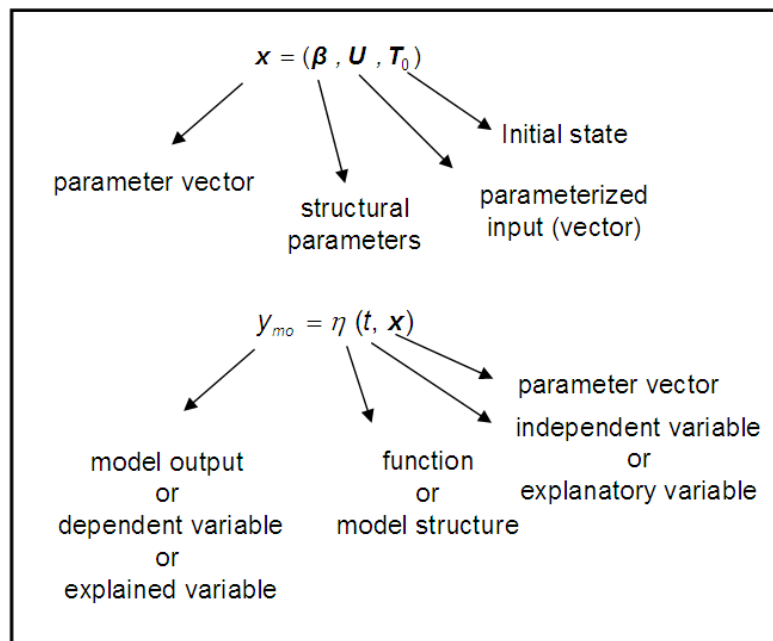 x = (β , U , T₀)
Initial state
parameter vector
parameterized
input (vector)
structural
parameters
y_mo = η (t, x)
parameter vector
independent variable
or
explanatory variable
model output
or
dependent variable
or
explained variable
function
or
model structure